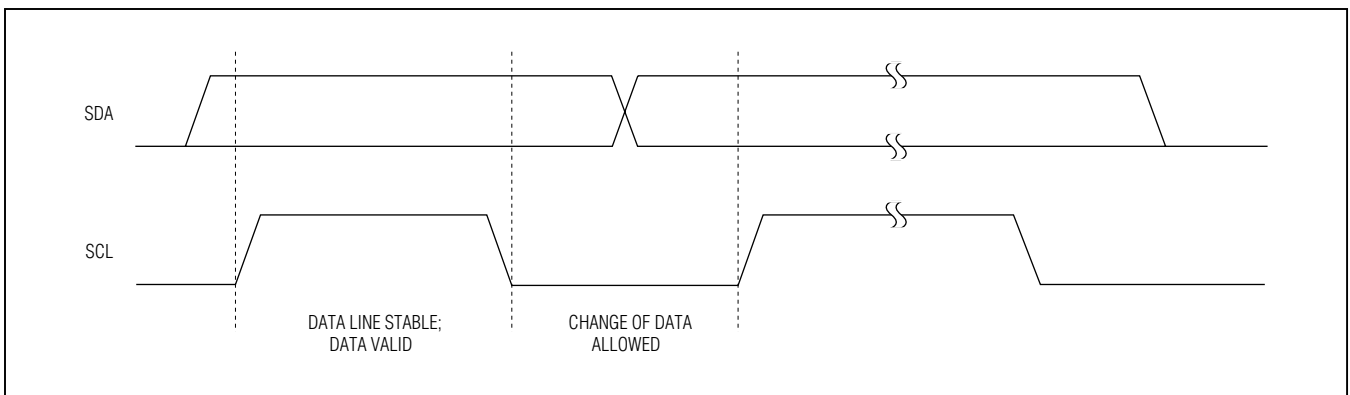 SDA
SCL
DATA LINE STABLE;
DATA VALID
CHANGE OF DATA
ALLOWED